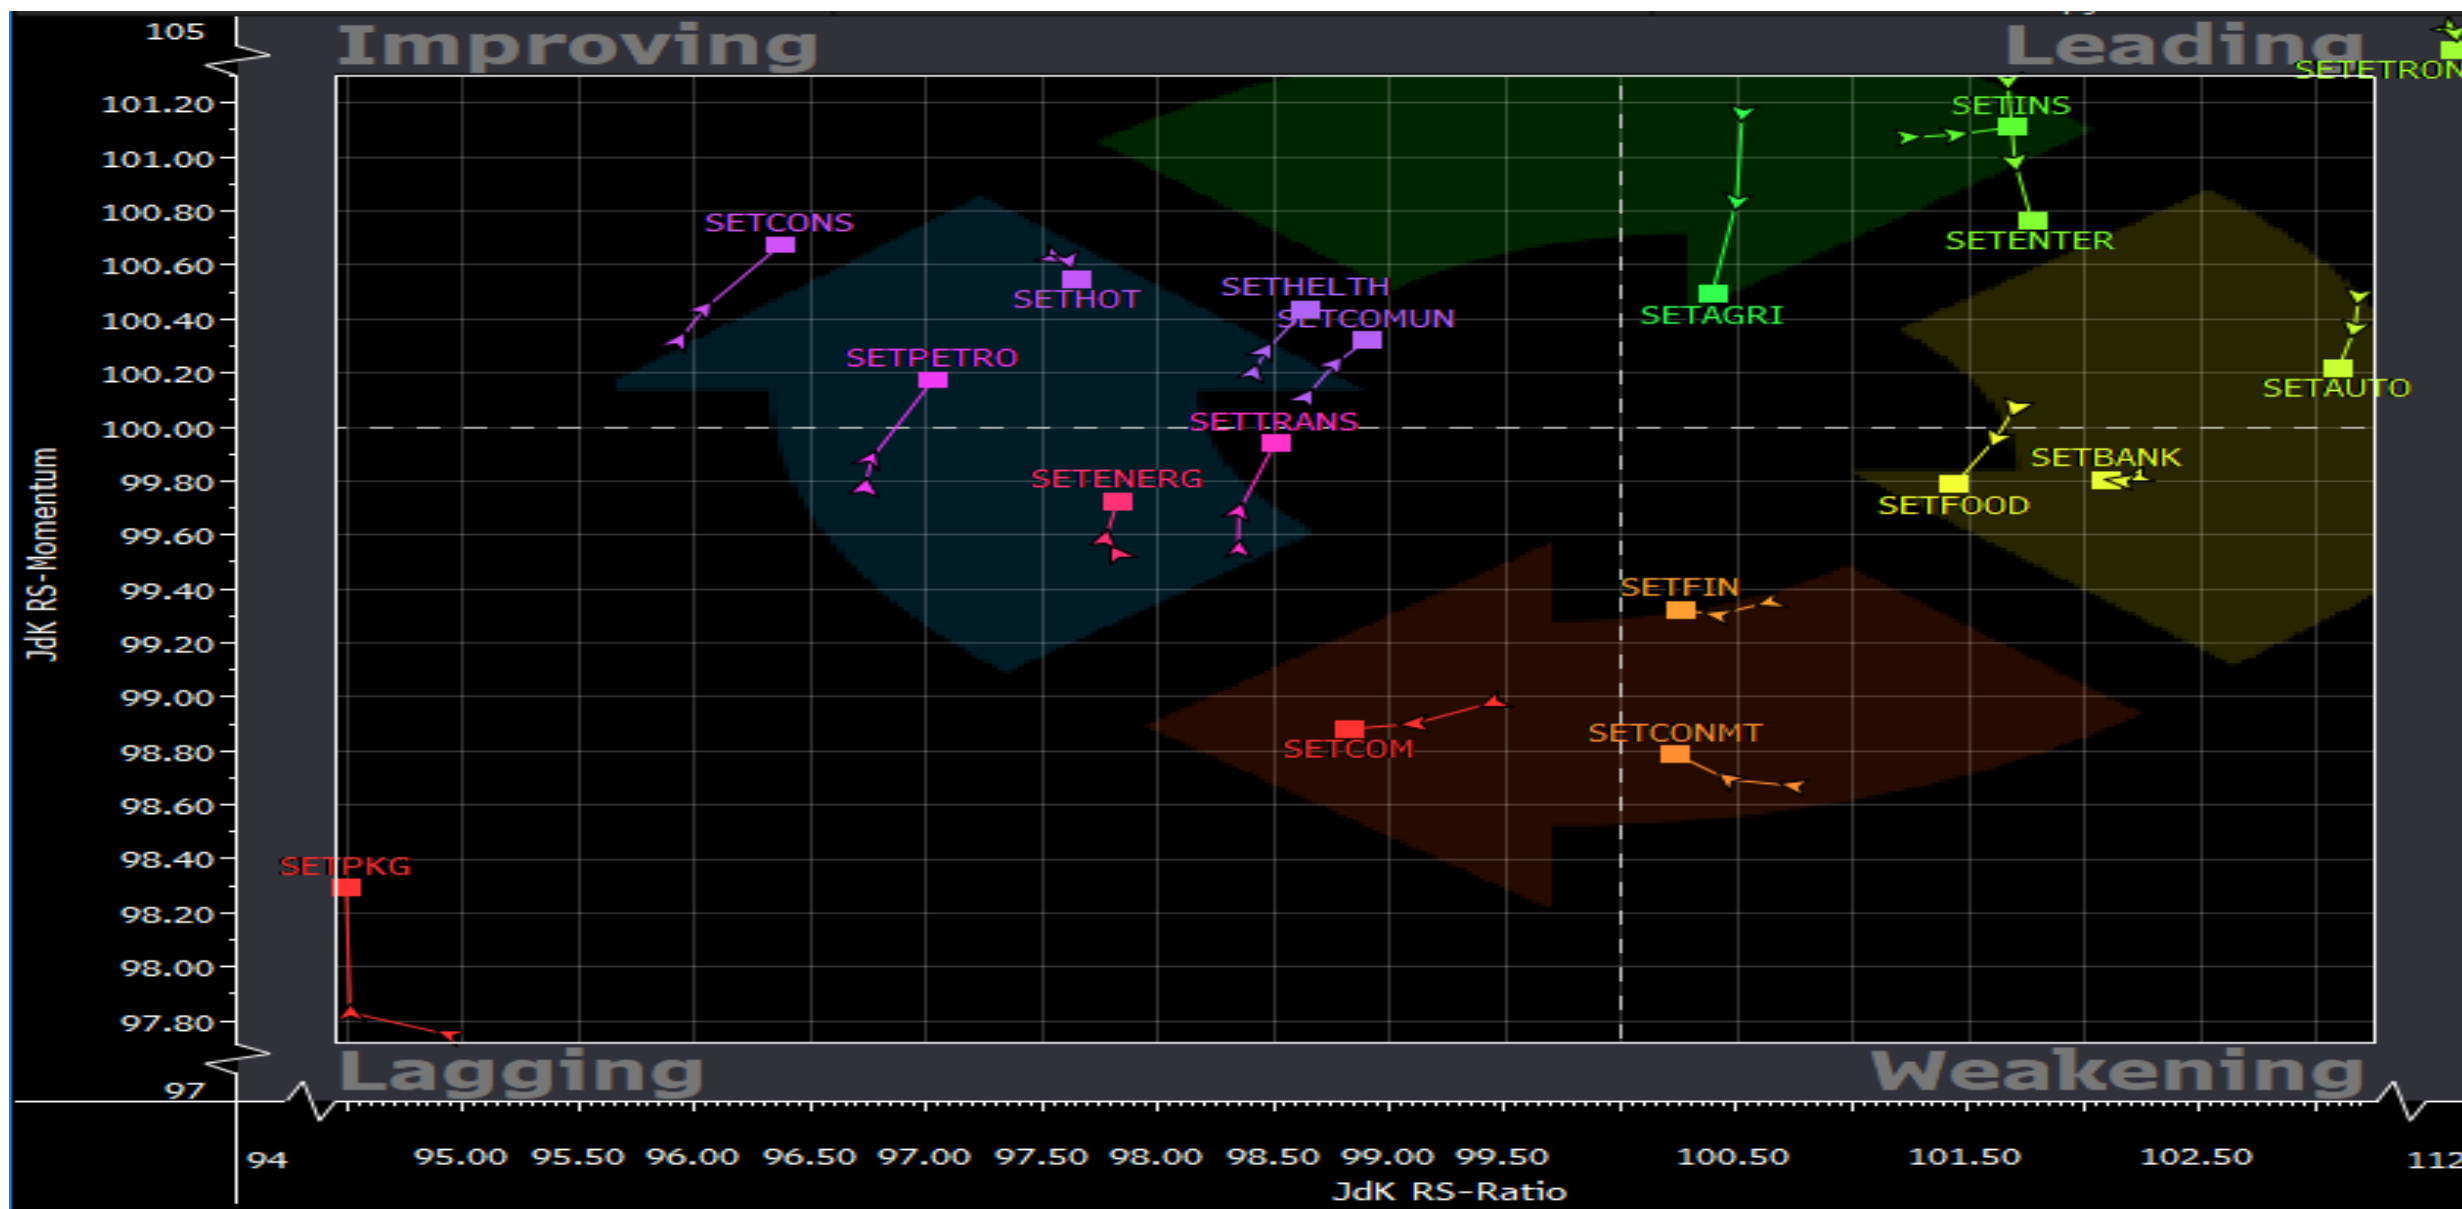 105
Improving
Leading
SETETRON
101.20
SETINS
101.00
100.80
SETCONS
SETENTER
100.60
SETHOT
SETHELTH
SETCOMUN
SETAGRI
100.40
SETPETRO
100.20
SETAUTO
SETTRANS
100.00
SETENERG
SETBANK
99.80
SETFOOD
99.60
SETFIN
99.40
99.20
99.00
SETCONMT
SETCOM
98.80
98.60
SETPKG
98.40
98.20
98.00
97.80
JdK RS-Momentum
Lagging
Weakening
97
94
95.00 95.50 96.00 96.50 97.00 97.50 98.00 98.50 99.00 99.50 100.50 101.50 102.50
112
JdK RS-Ratio